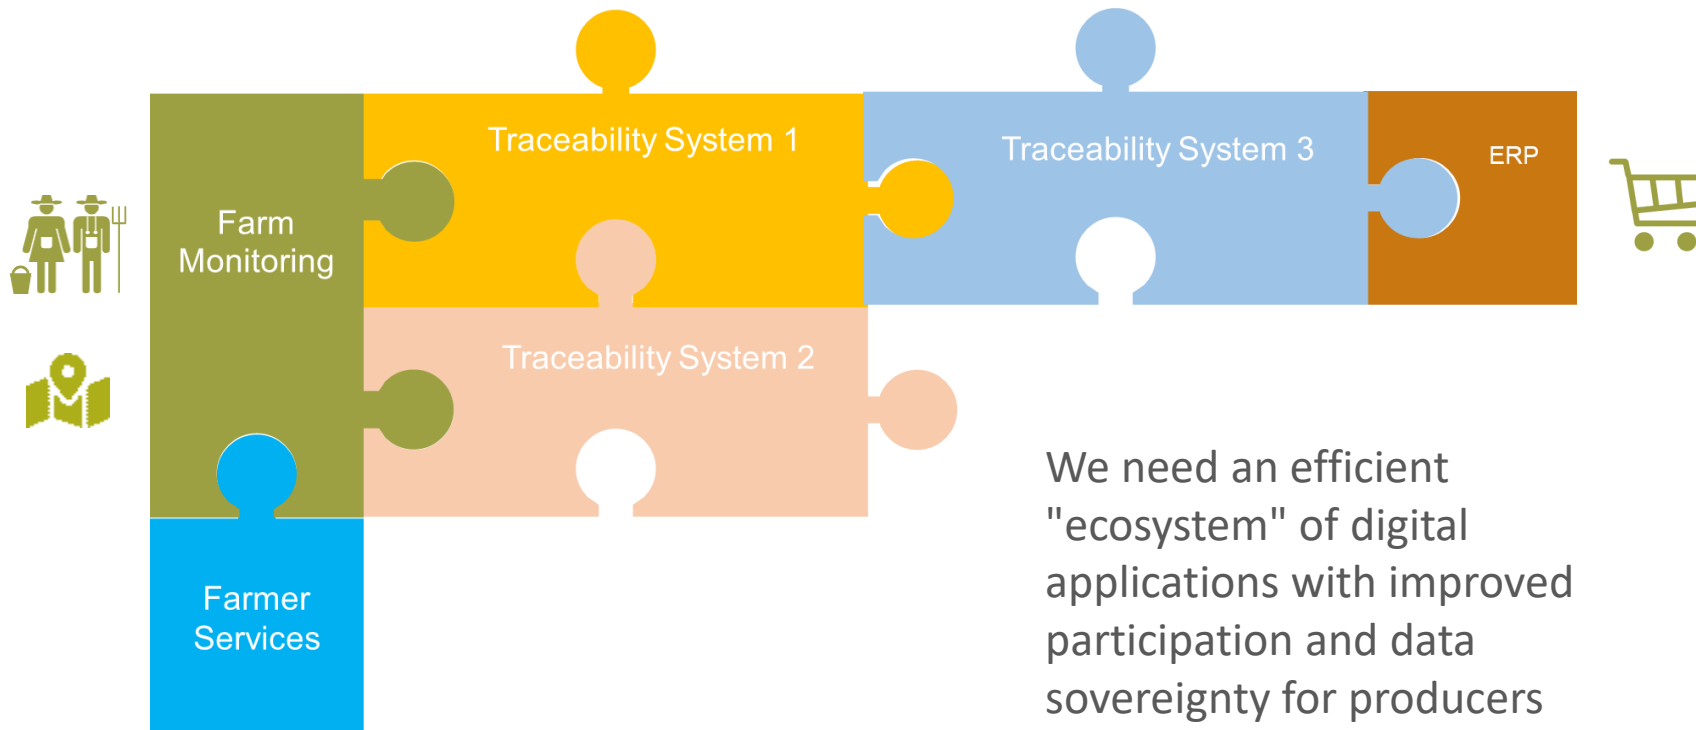 Traceability System 1
Traceability System 3
ERP
Farm
Monitoring
Traceability System 2
Farmer
Services
We need an efficient
"ecosystem" of digital
applications with improved
participation and data
sovereignty for producers